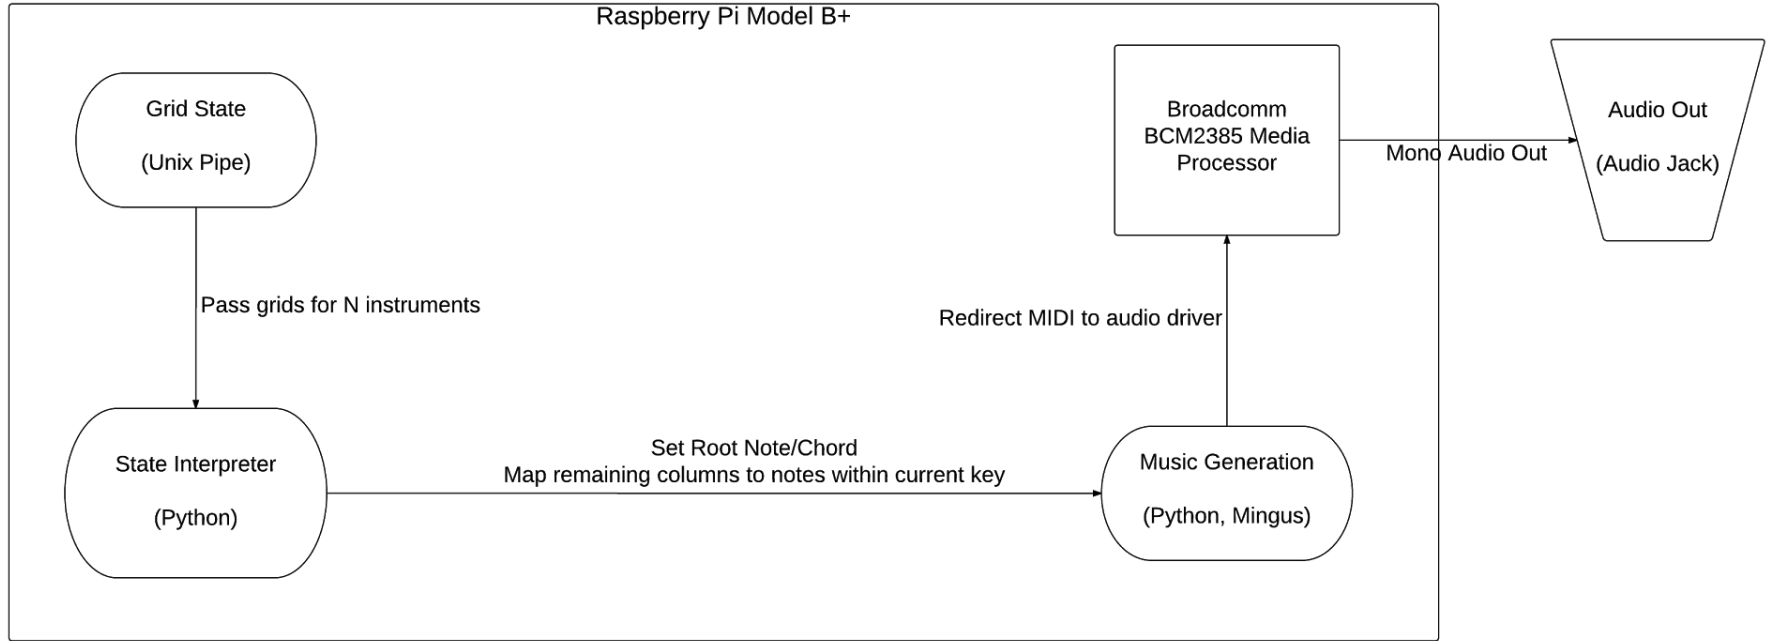 Raspberry Pi Model B+
Grid State
(Unix Pipe)
Pass grids for N instruments
State Interpreter
(Python)
Set Root Note/Chord
Map remaining columns to notes within current key
Music Generation
(Python, Mingus)
Redirect MIDI to audio driver
Broadcomm
BCM2385 Media
Processor
Mono Audio Out
Audio Out
(Audio Jack)